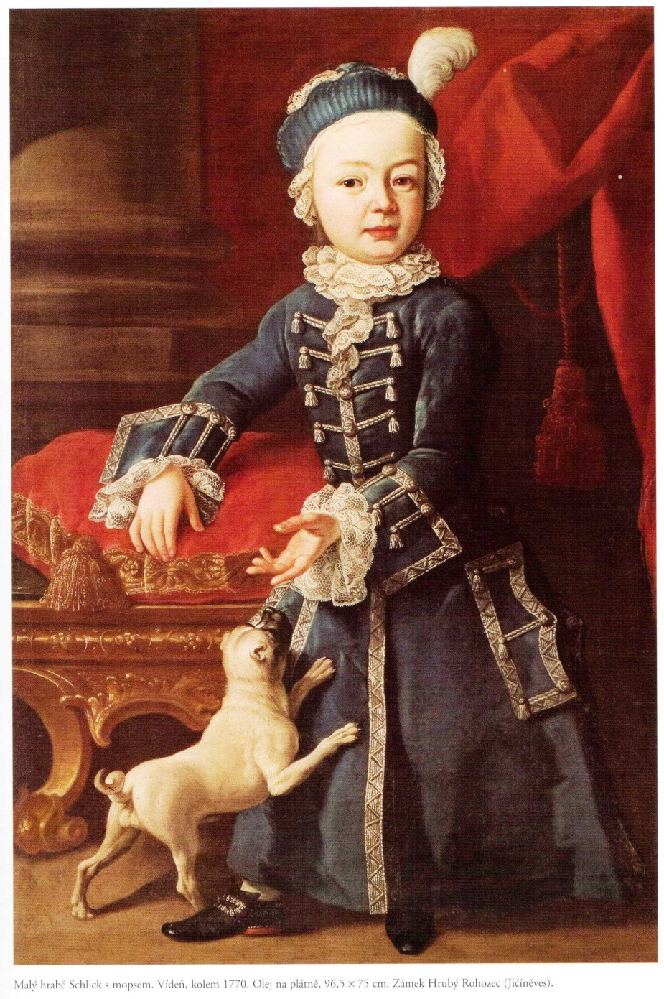 Malý hrabě Schlick s mopsem. Vídeň, kolem 1770. Olej na plátně, 96,5 × 75 cm. Zámek Hrubý Rohozec (Jičíněves).